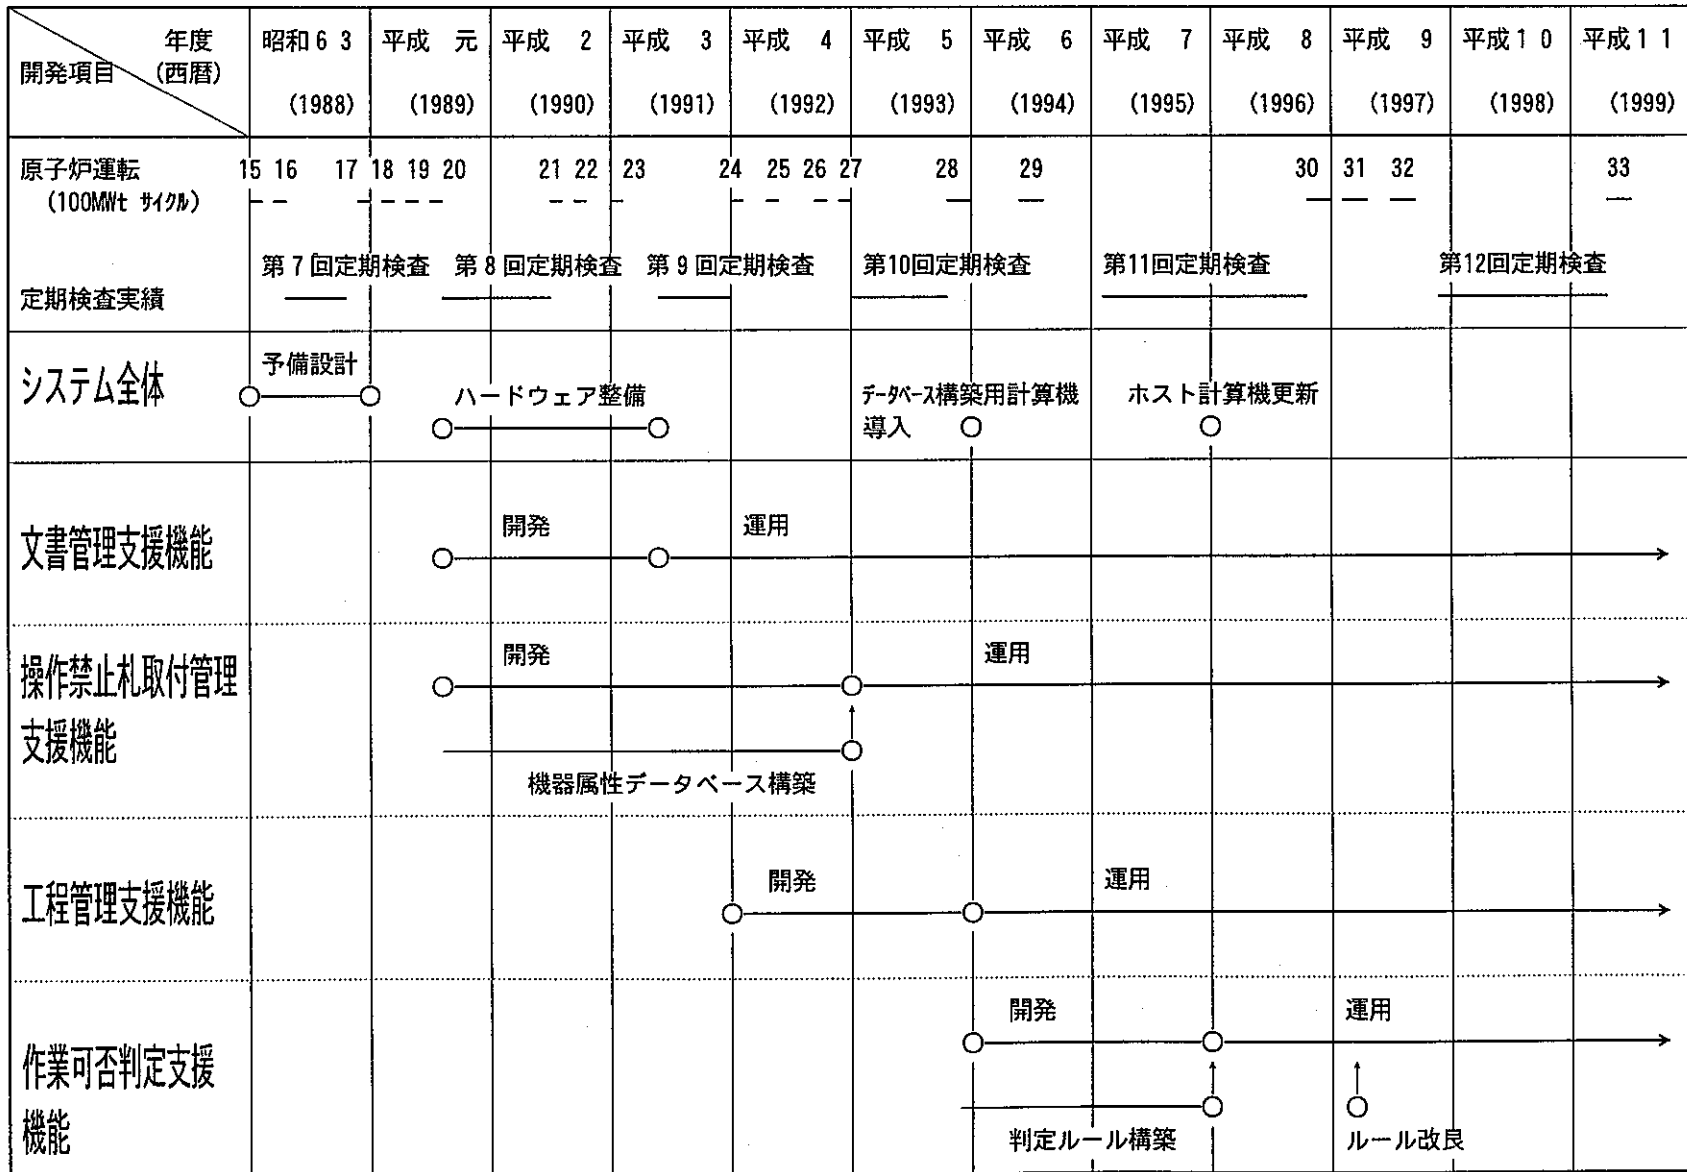 年度
(西暦)
開発項目
昭和63 平成 元 平成 2 平成 3 平成 4 平成 5 平成 6 平成 7 平成 8 平成 9 平成10 平成11
(1988) (1989) (1990) (1991) (1992) (1993) (1994) (1995) (1996) (1997) (1998) (1999)
原子炉運転
(100MWt サイクル)
15 16 17 18 19 20 21 22 23 24 25 26 27 28 29 30 31 32 33
第7回定期検査 第8回定期検査 第9回定期検査 第10回定期検査 第11回定期検査 第12回定期検査
定期検査実績
システム全体
予備設計
ハードウェア整備
データベース構築用計算機
導入
ホスト計算機更新
文書管理支援機能
開発 運用
操作禁止札取付管理
支援機能
開発 運用
機器属性データベース構築
工程管理支援機能
開発 運用
作業可否判定支援
機能
開発 運用
判定ルール構築 ルール改良